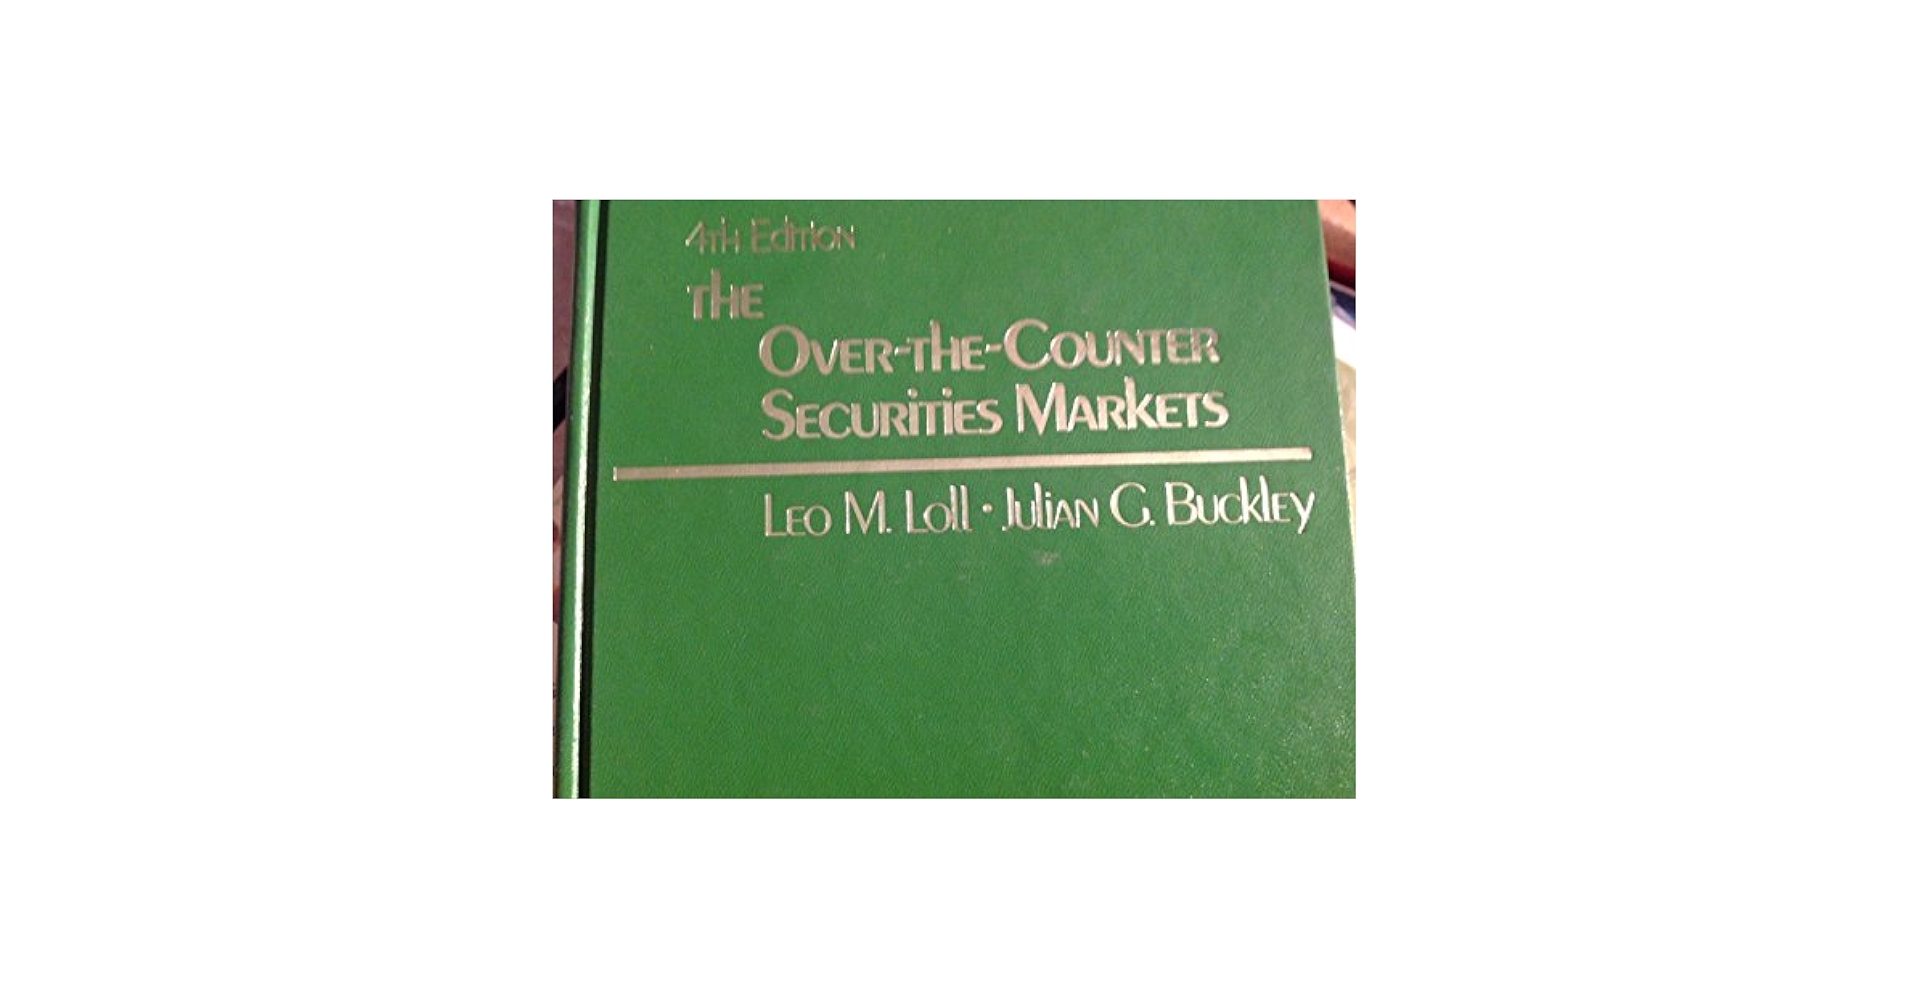 4th Edition
The
Over-the-Counter
Securities Markets
Leo M. Loll • Julian G. Buckley